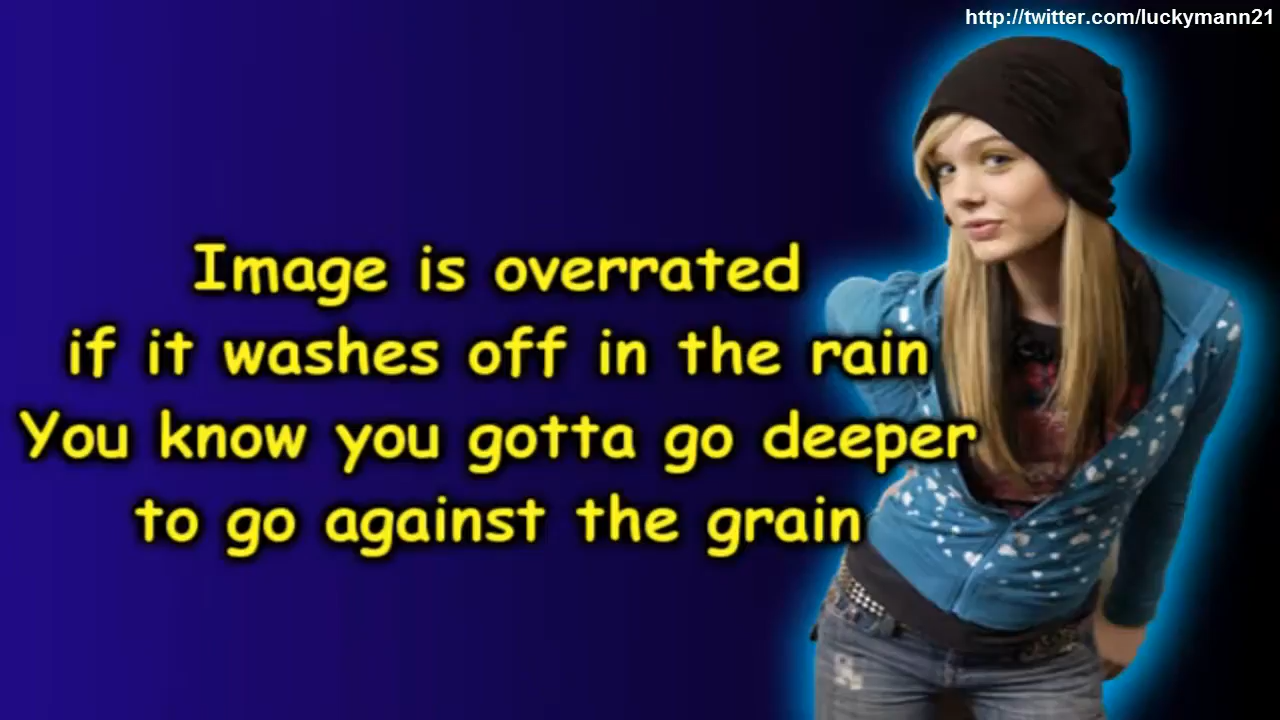 http://twitter.com/luckymann21
Image is overrated
if it washes off in the rain
You know you gotta go deeper
to go against the grain